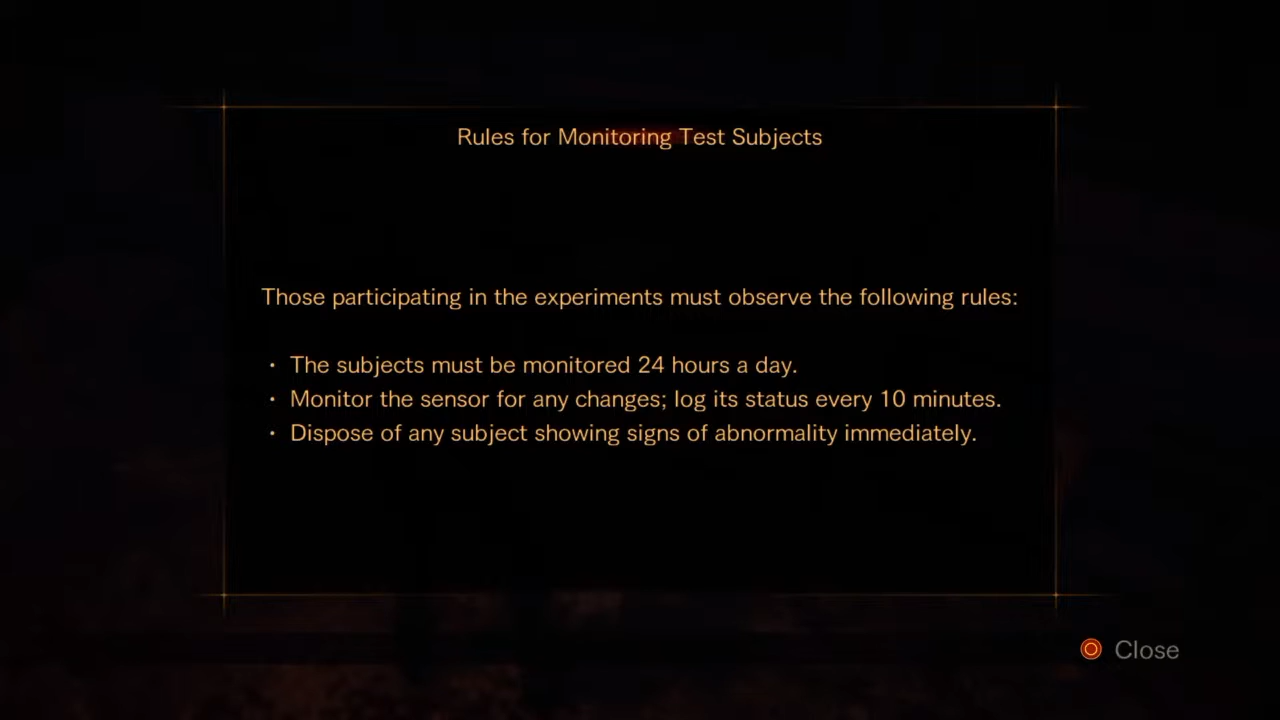 Rules for Monitoring Test Subjects
Those participating in the experiments must observe the following rules:
・ The subjects must be monitored 24 hours a day.
・ Monitor the sensor for any changes; log its status every 10 minutes.
・ Dispose of any subject showing signs of abnormality immediately.
Close